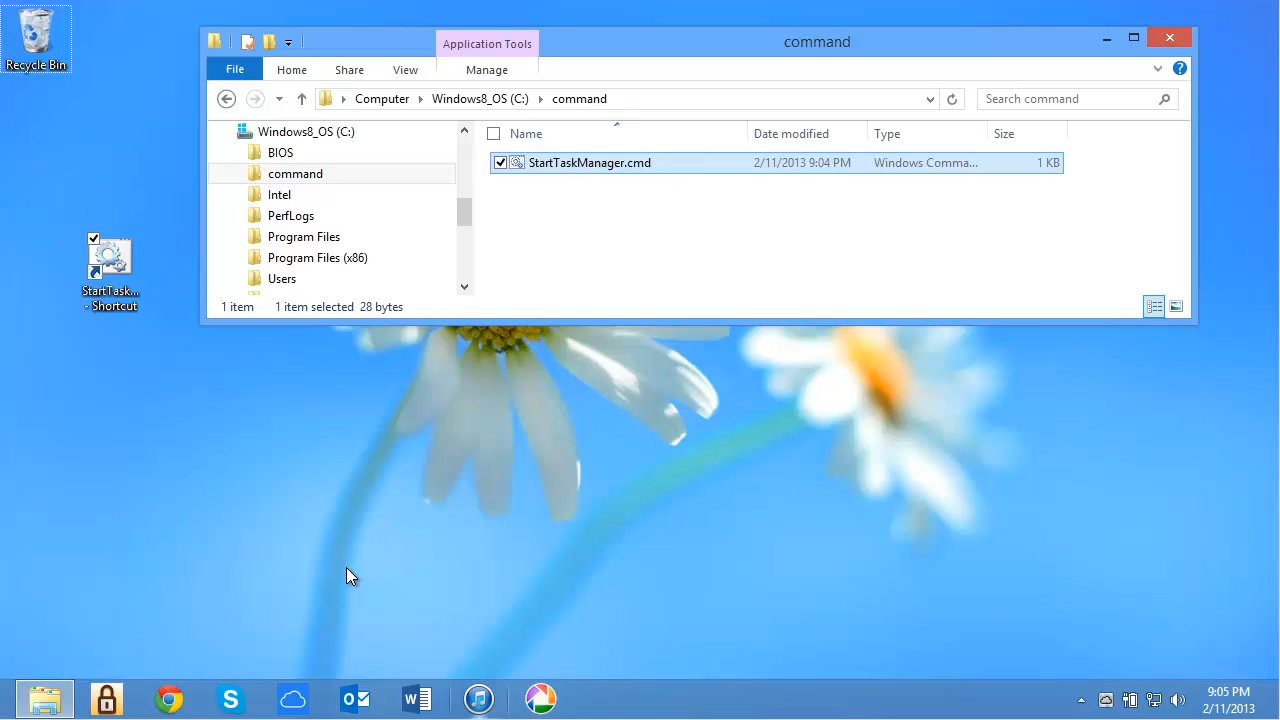 Recycle Bin
StartTask...
- Shortcut
Application Tools
command
File
Home
Share
View
Manage
Computer
Windows8_OS (C:)
command
Search command
Windows8_OS (C:)
BIOS
command
Intel
PerfLogs
Program Files
Program Files (x86)
Users
Name
Date modified
Type
Size
StartTaskManager.cmd
2/11/2013 9:04 PM
Windows Comma...
1 KB
1 item
1 item selected 28 bytes
9:05 PM
2/11/2013